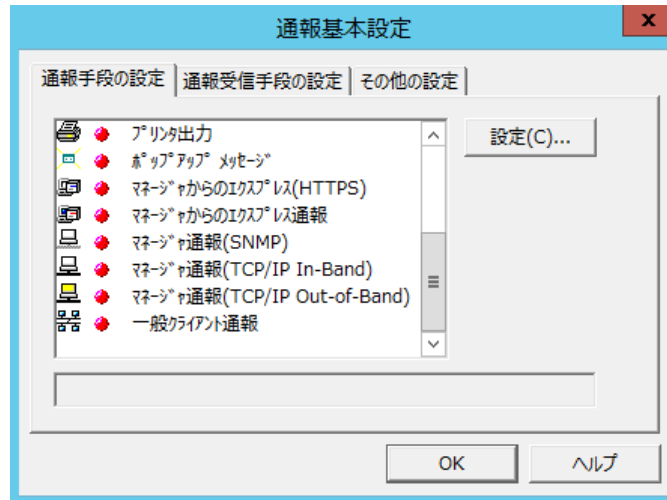 通報基本設定
x
通報手段の設定 通報受信手段の設定 その他の設定
ﾌﾟﾘﾝﾀ出力
設定(C)...
ﾎﾟｯﾌﾟｱｯﾌﾟ ﾒｯｾｰｼﾞ
ﾏﾈｰｼﾞｬからのｴｸｽﾌﾟﾚｽ(HTTPS)
ﾏﾈｰｼﾞｬからのｴｸｽﾌﾟﾚｽ通報
ﾏﾈｰｼﾞｬ通報(SNMP)
ﾏﾈｰｼﾞｬ通報(TCP/IP In-Band)
ﾏﾈｰｼﾞｬ通報(TCP/IP Out-of-Band)
一般ｸﾗｲｱﾝﾄ通報
OK ヘルプ